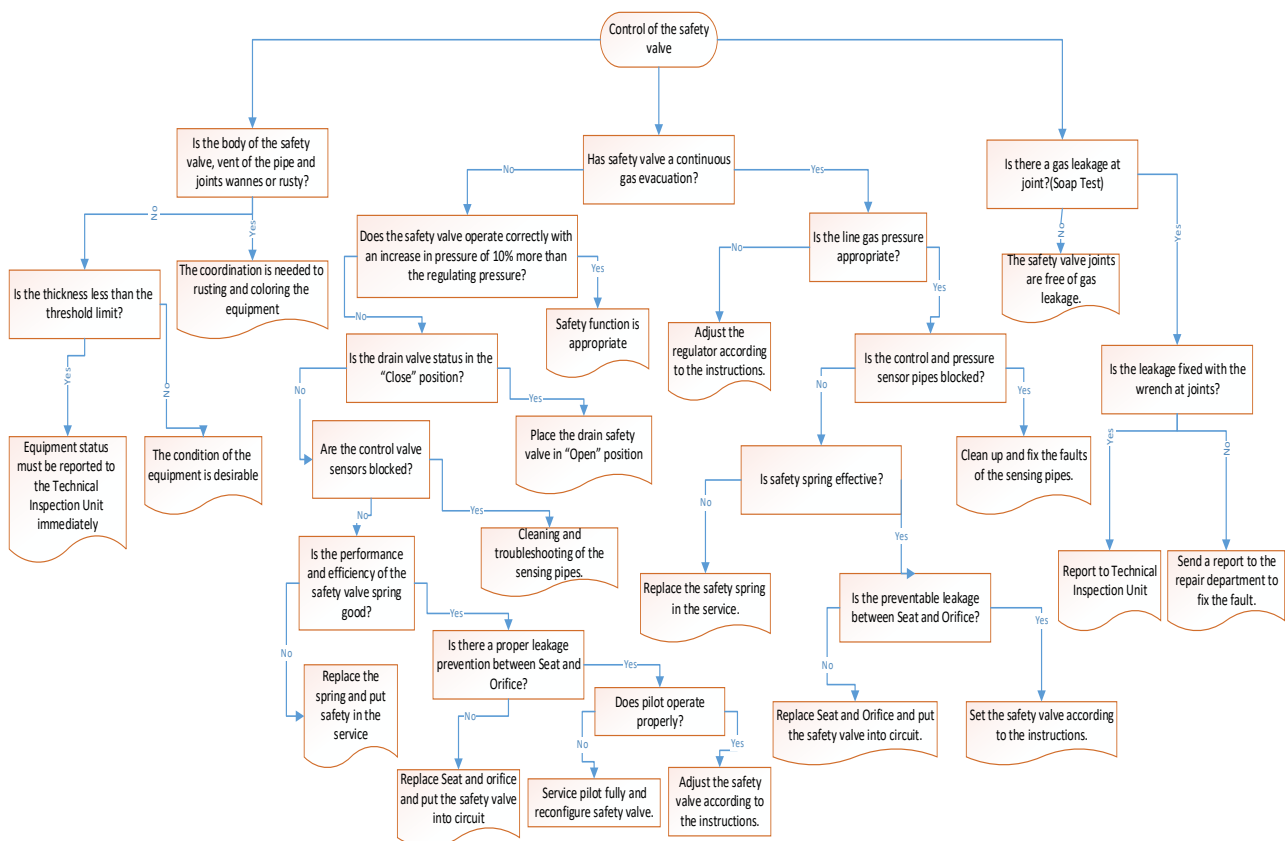 Control of the safety
valve
Is the body of the safety
valve, vent of the pipe and
joints wannes or rusty?
Has safety valve a continuous
gas evacuation?
Is there a gas leakage at
joint?(Soap Test)
No
Yes
No
Yes
No
Yes
Does the safety valve operate correctly with
an increase in pressure of 10% more than
the regulating pressure?
Is the line gas pressure
appropriate?
The safety valve joints
are free of gas
leakage.
Is the thickness less than the
threshold limit?
The coordination is needed to
rusting and coloring the
equipment
No
Yes
No
Yes
Yes
No
Safety function is
appropriate
Adjust the
regulator according
to the instructions.
Is the drain valve status in the
“Close” position?
Is the control and pressure
sensor pipes blocked?
Is the leakage fixed with the
wrench at joints?
No
Yes
No
Yes
Yes
No
Equipment status
must be reported to
the Technical
Inspection Unit
immediately
The condition of the
equipment is desirable
Are the control valve
sensors blocked?
Place the drain safety
valve in “Open” position
Is safety spring effective?
Clean up and fix the faults
of the sensing pipes.
No
Yes
No
Yes
Is the performance
and efficiency of the
safety valve spring
good?
Cleaning and
troubleshooting of the
sensing pipes.
Replace the safety spring
in the service.
Is the preventable leakage
between Seat and Orifice?
Report to Technical
Inspection Unit
Send a report to the
repair department to
fix the fault.
No
Yes
No
Yes
Replace the
spring and put
safety in the
service
Is there a proper leakage
prevention between Seat and
Orifice?
No
Yes
Does pilot operate
properly?
Replace Seat and Orifice and put
the safety valve into circuit.
Set the safety valve according
to the instructions.
No
Yes
Replace Seat and orifice
and put the safety valve
into circuit
Service pilot fully and
reconfigure safety valve.
Adjust the safety
valve according to
the instructions.